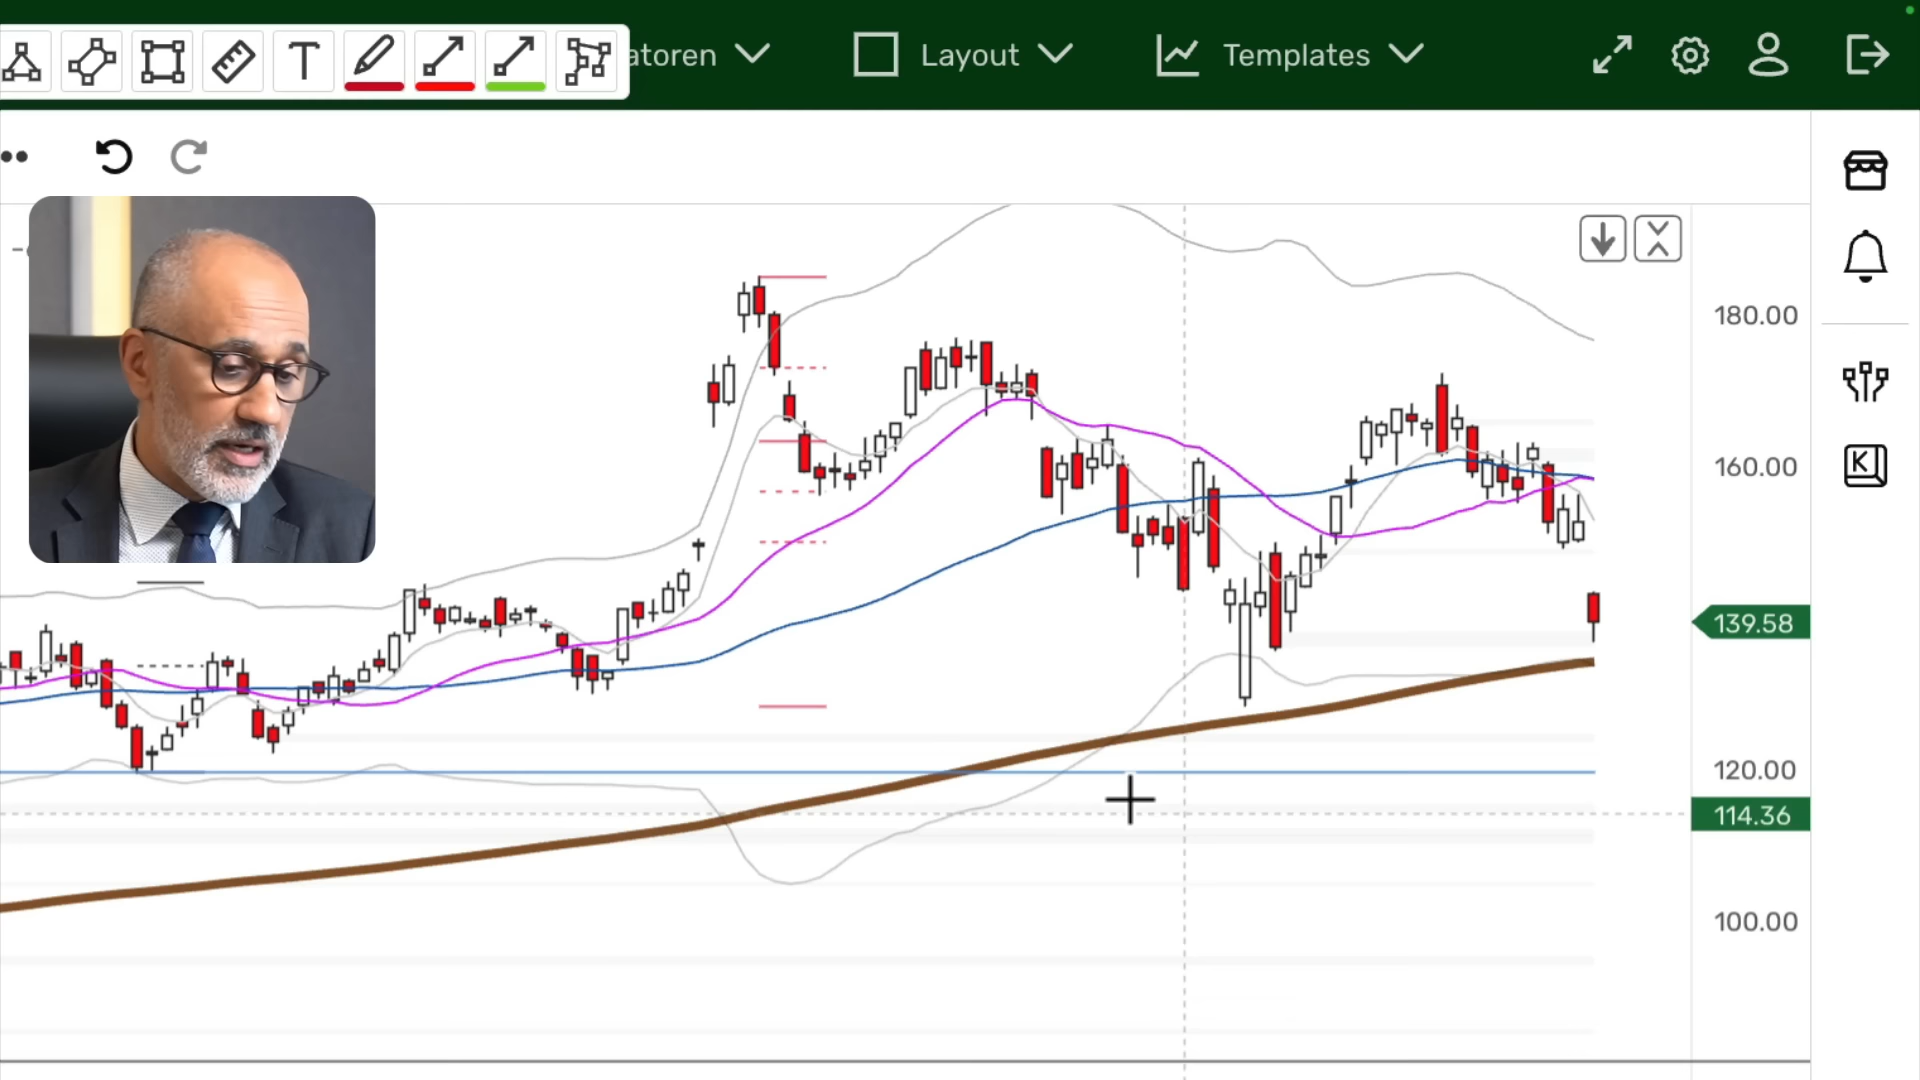 T
atoren
Layout
Templates
180.00
160.00
139.58
120.00
114.36
100.00
K